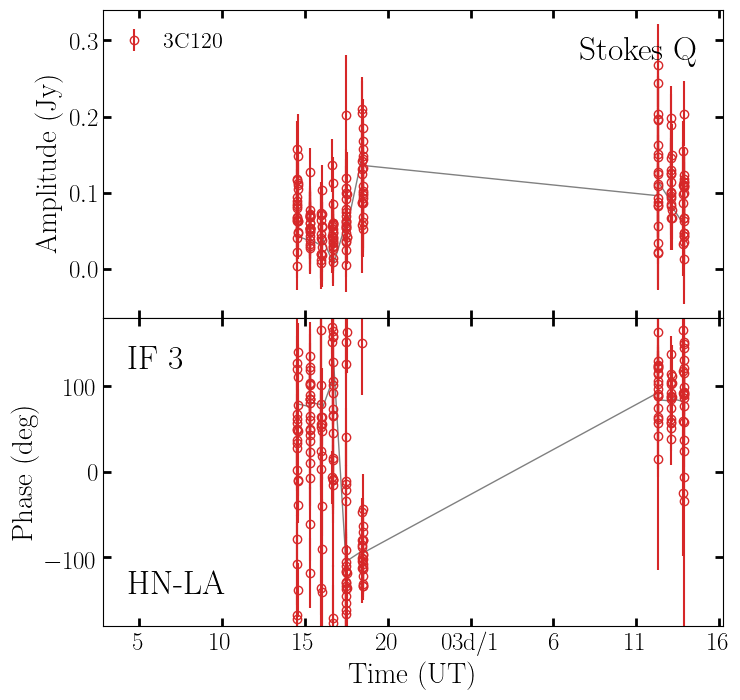 3C120
Stokes Q
0.3
0.2
0.1
0.0
Amplitude (Jy)
IF 3
100
0
−100
Phase (deg)
HN-LA
5 10 15 20 03d/1 6 11 16
Time (UT)